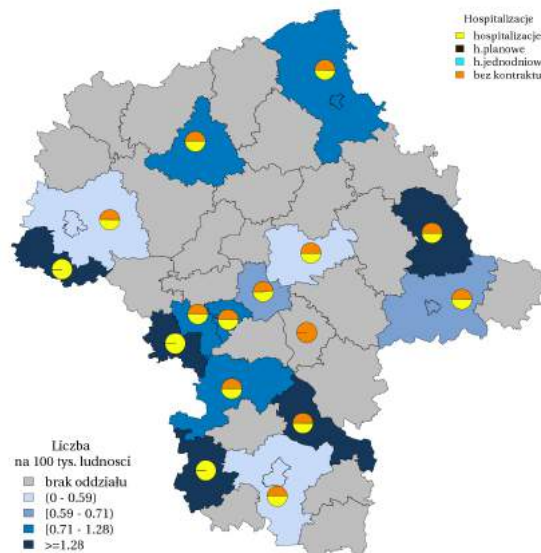 Hospitalizacje
hospitalizacje
h.planowe
h.jednodniow
bez kontraktu
Liczba
na 100 tys. ludnosci
brak oddziału
(0 - 0.59)
[0.59 - 0.71)
[0.71 - 1.28)
>=1.28